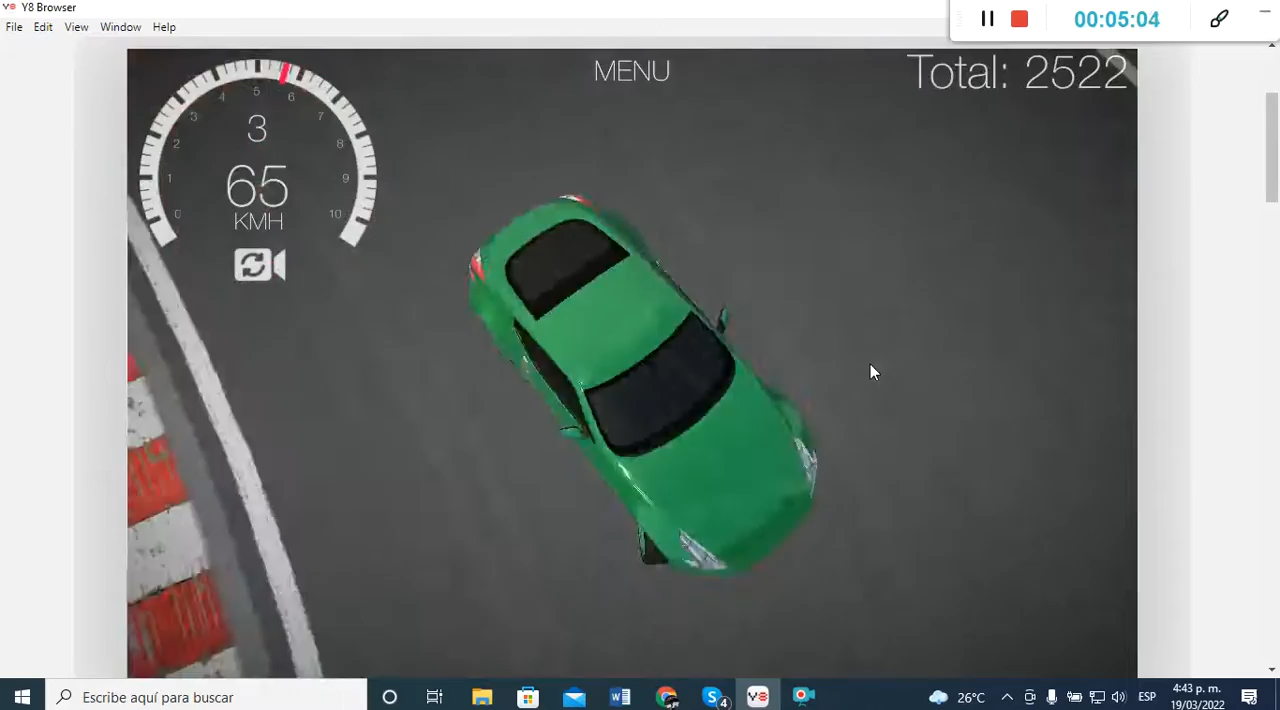 Y8 Browser
File Edit View Window Help
00:05:04
MENU
Total: 2522
0 1 2 3 4 5 6 7 8 9 10
3
65
KMH
Escribe aquí para buscar
4
26°C
ESP
4:43 p. m.
19/03/2022